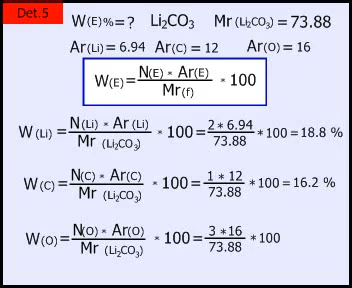 Det.5
W(E)%=? Li₂CO₃ Mr(Li₂CO₃)=73.88
Ar(Li)=6.94 Ar(C)=12 Ar(O)=16
W(E)=N(E)*Ar(E)/Mr(f) *100
W(Li)=N(Li)*Ar(Li)/Mr (Li₂CO₃) *100=2*6.94/73.88*100=18.8 %
W(C)=N(C)*Ar(C)/Mr (Li₂CO₃) *100=1*12/73.88*100=16.2 %
W(O)=N(O)*Ar(O)/Mr (Li₂CO₃) *100=3*16/73.88*100